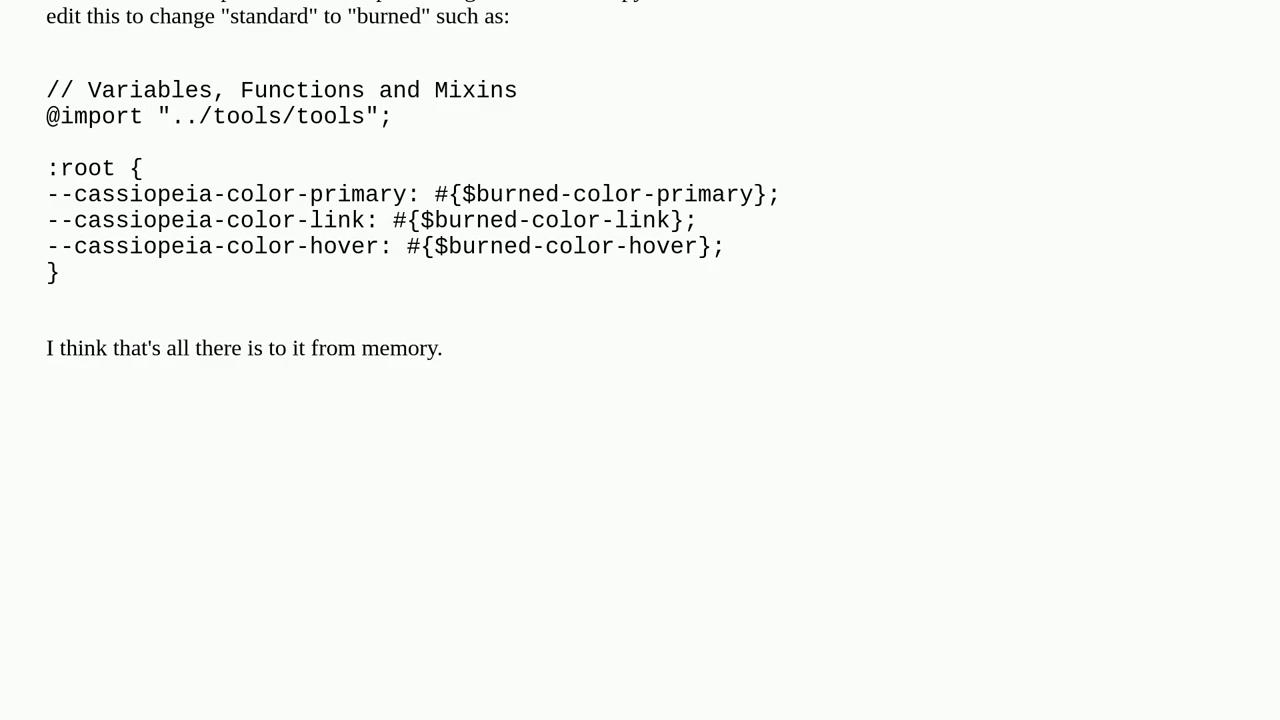 edit this to change "standard" to "burned" such as:
// Variables, Functions and Mixins
@import "../tools/tools";
:root {
--cassiopeia-color-primary: #{$burned-color-primary};
--cassiopeia-color-link: #{$burned-color-link};
--cassiopeia-color-hover: #{$burned-color-hover};
}
I think that's all there is to it from memory.